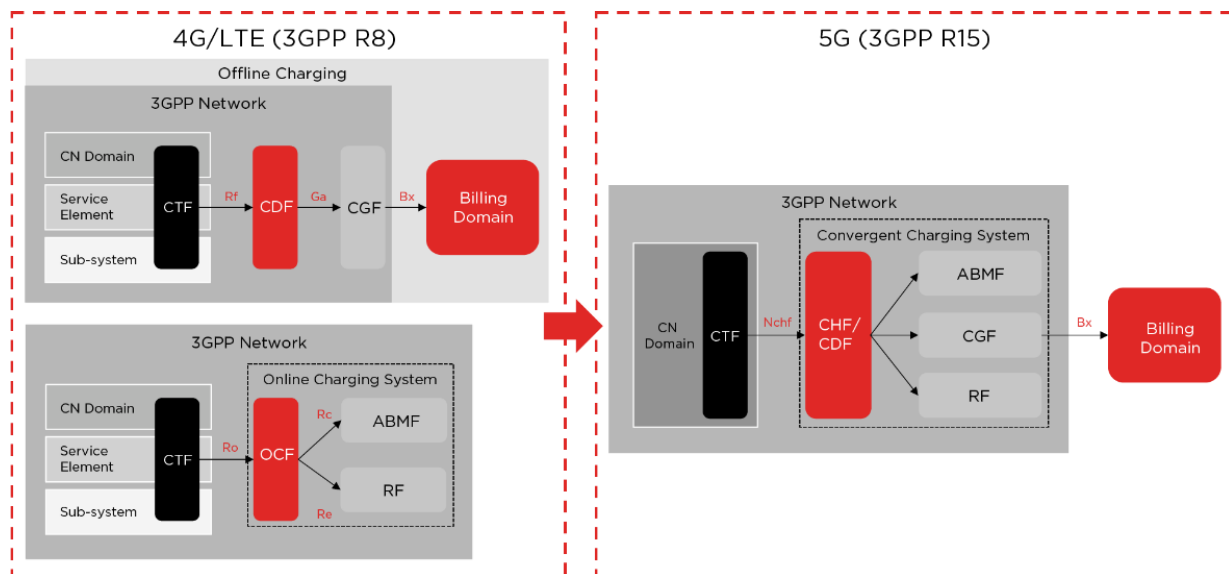 4G/LTE (3GPP R8)
Offline Charging
3GPP Network
CN Domain
Service
Element
Sub-system
CTF
Rf
CDF
Ga
CGF
Bx
Billing
Domain
3GPP Network
Online Charging System
CN Domain
Service
Element
Sub-system
CTF
Ro
OCF
Rc
ABMF
RF
Re
5G (3GPP R15)
3GPP Network
Convergent Charging System
CN
Domain
CTF
Nchf
CHF/
CDF
ABMF
CGF
RF
Bx
Billing
Domain